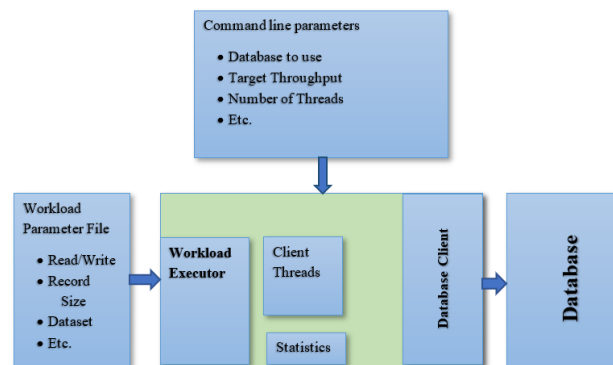 Command line parameters
• Database to use
• Target Throughput
• Number of Threads
• Etc.
Workload
Parameter File
• Read/Write
• Record
Size
• Dataset
• Etc.
Workload
Executor
Client
Threads
Statistics
Database Client
Database